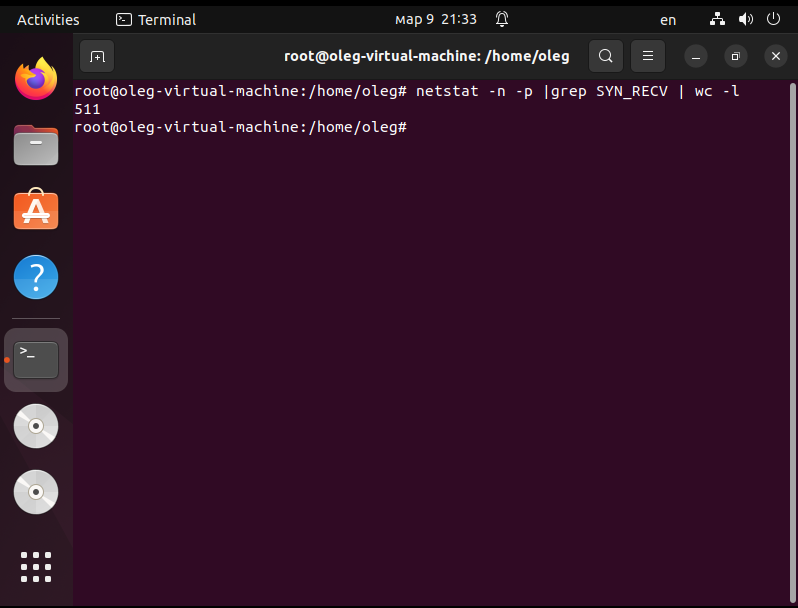 Activities
Terminal
мар 9 21:33
en
root@oleg-virtual-machine: /home/oleg
root@oleg-virtual-machine:/home/oleg# netstat -n -p |grep SYN_RECV | wc -l
511
root@oleg-virtual-machine:/home/oleg#